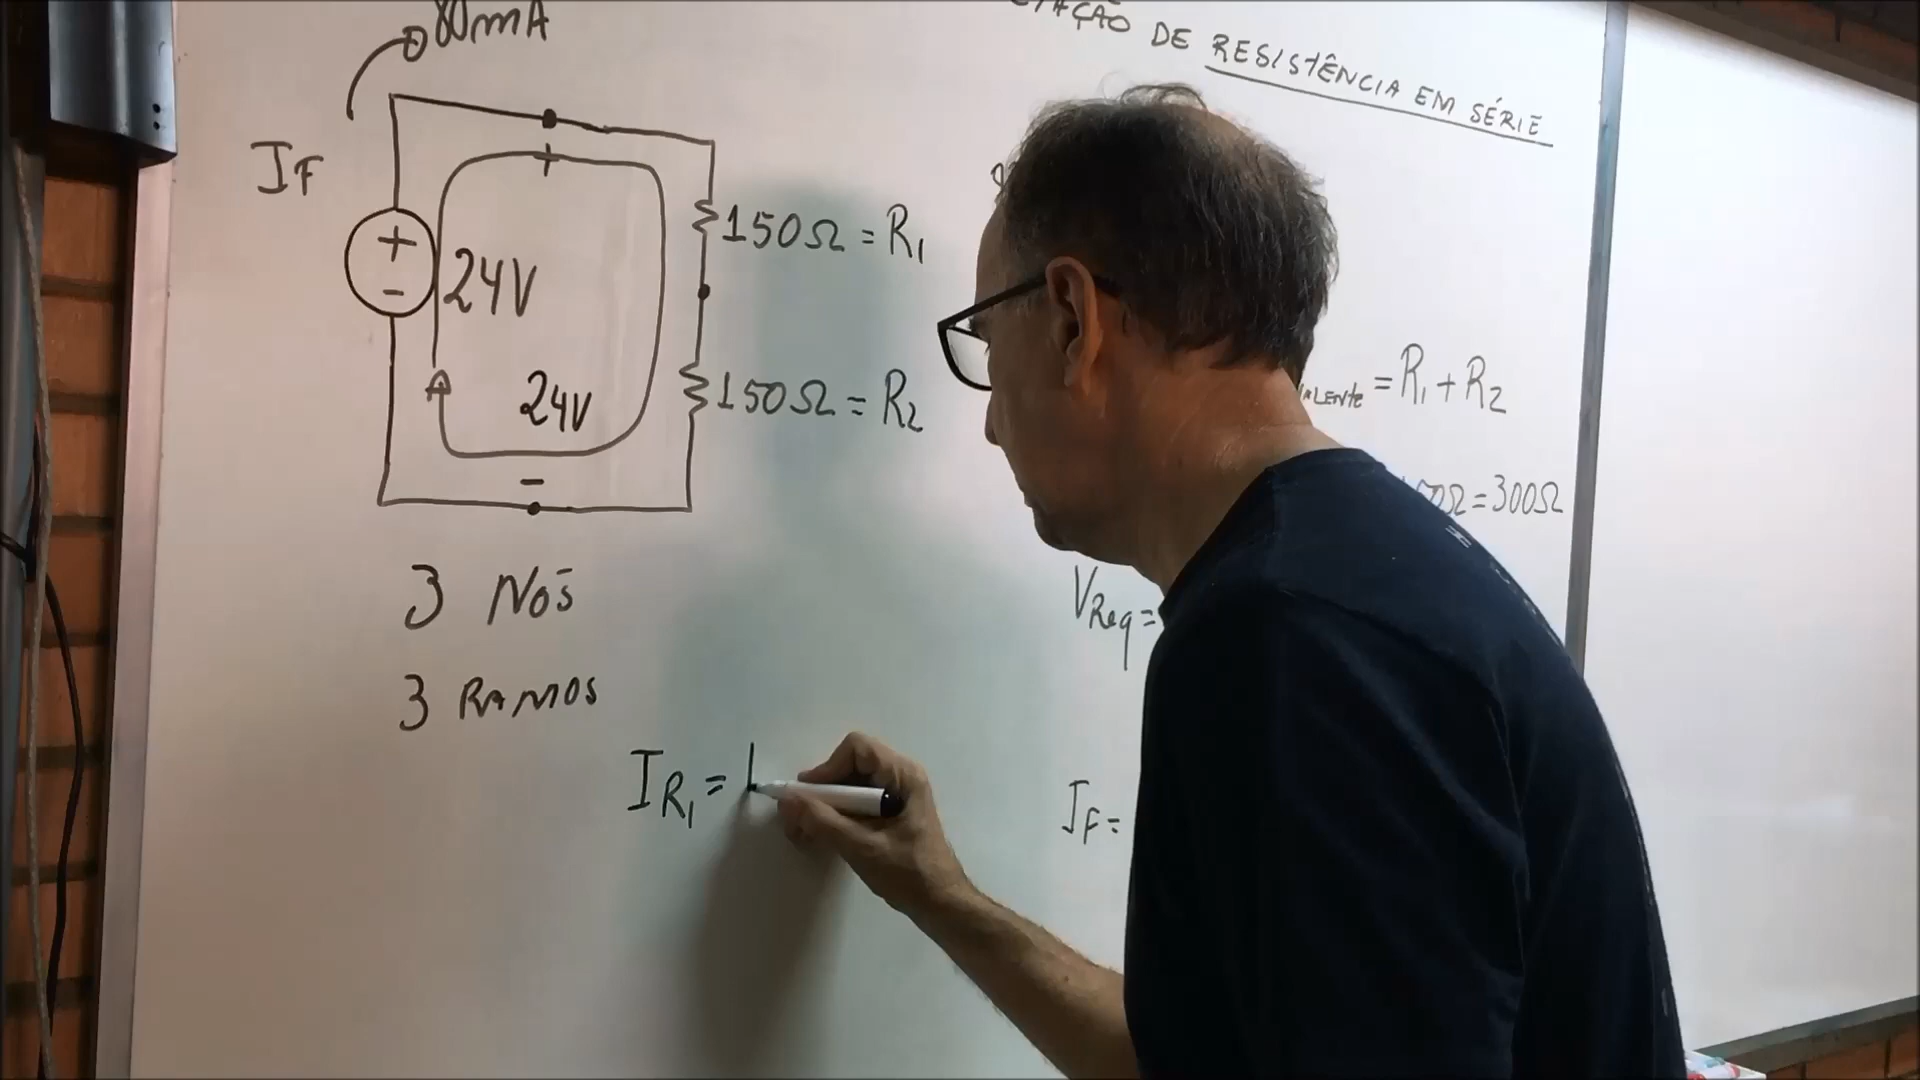 80mA
DE RESISTÊNCIA EM SÉRIE
IF
+
+
-
24V
150Ω = R1
24V
150Ω = R2
-
= R1 + R2
= 300Ω
3 NÓS
VReq =
3 RAMOS
IR1 =
IF =